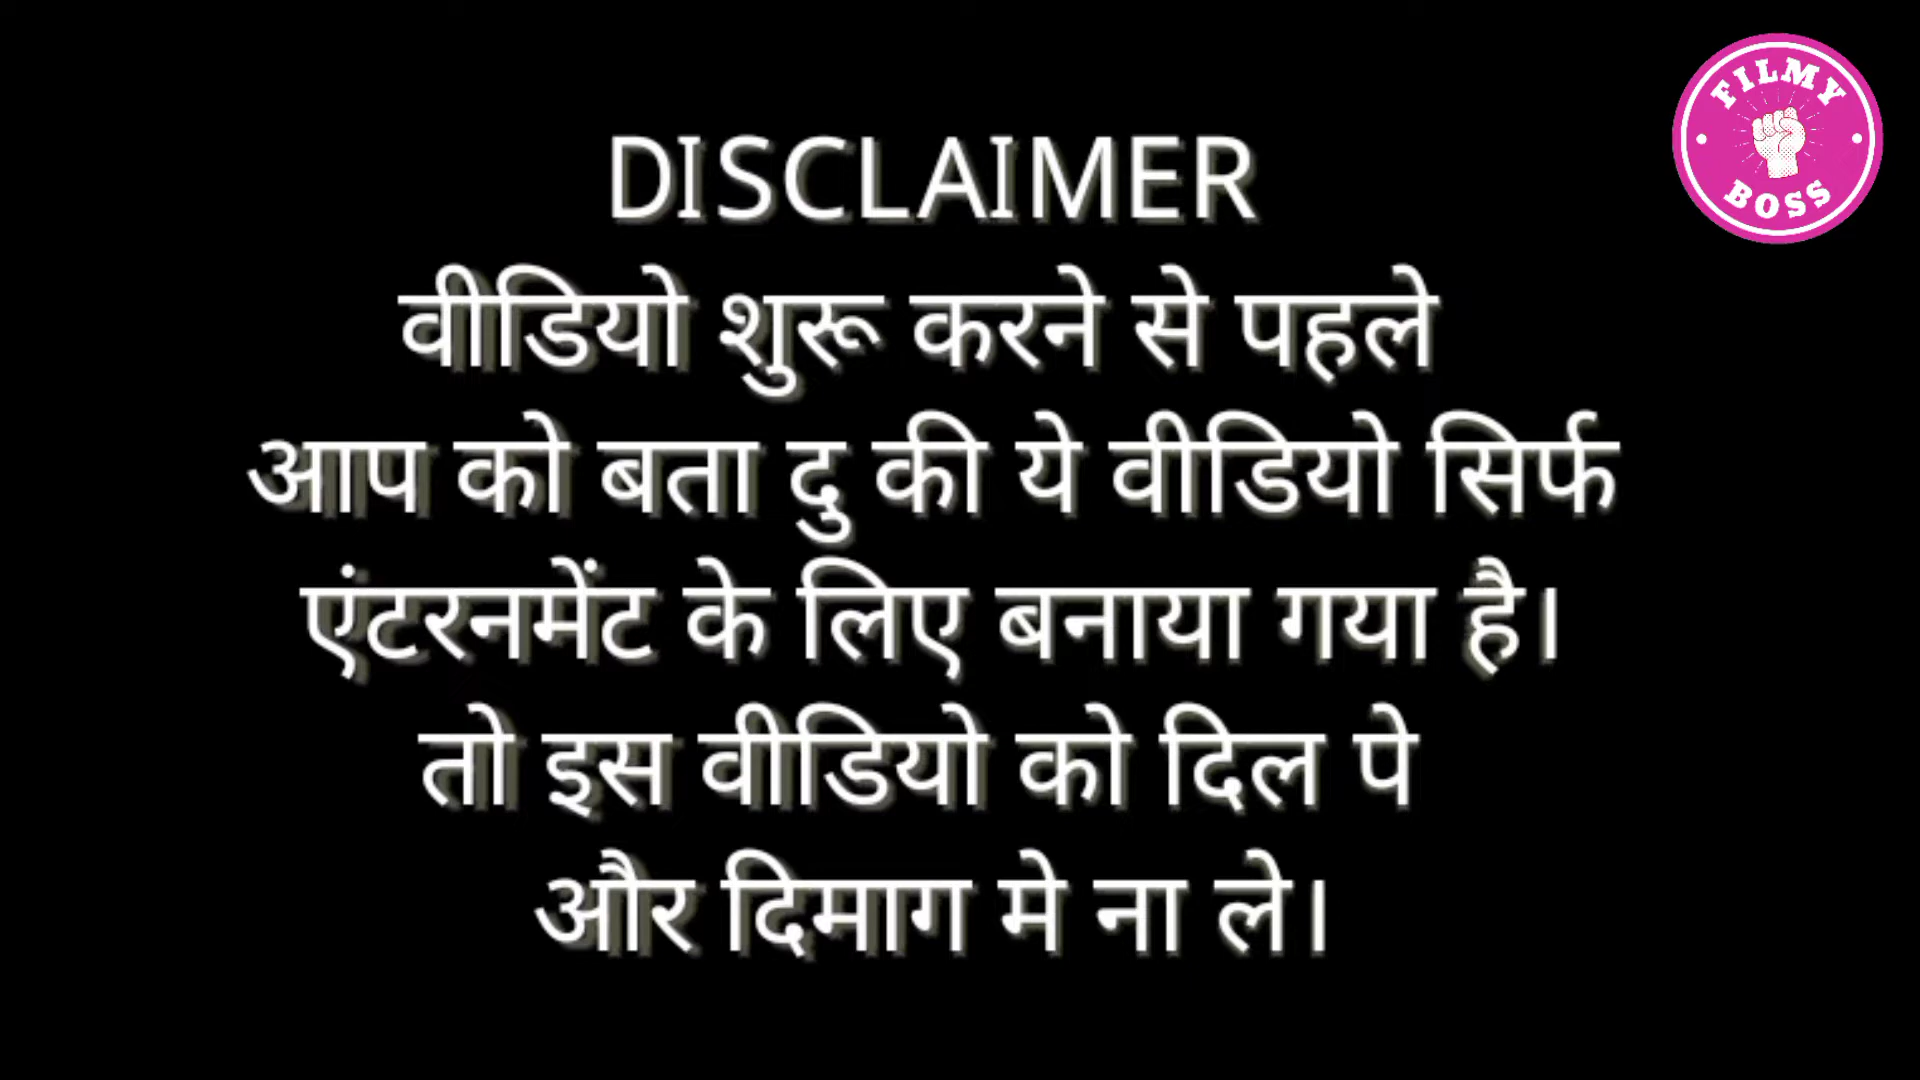 FILMY
BOSS
DISCLAIMER
वीडियो शुरू करने से पहले
आप को बता दु की ये वीडियो सिर्फ
एंटरनमेंट के लिए बनाया गया है।
तो इस वीडियो को दिल पे
और दिमाग मे ना ले।